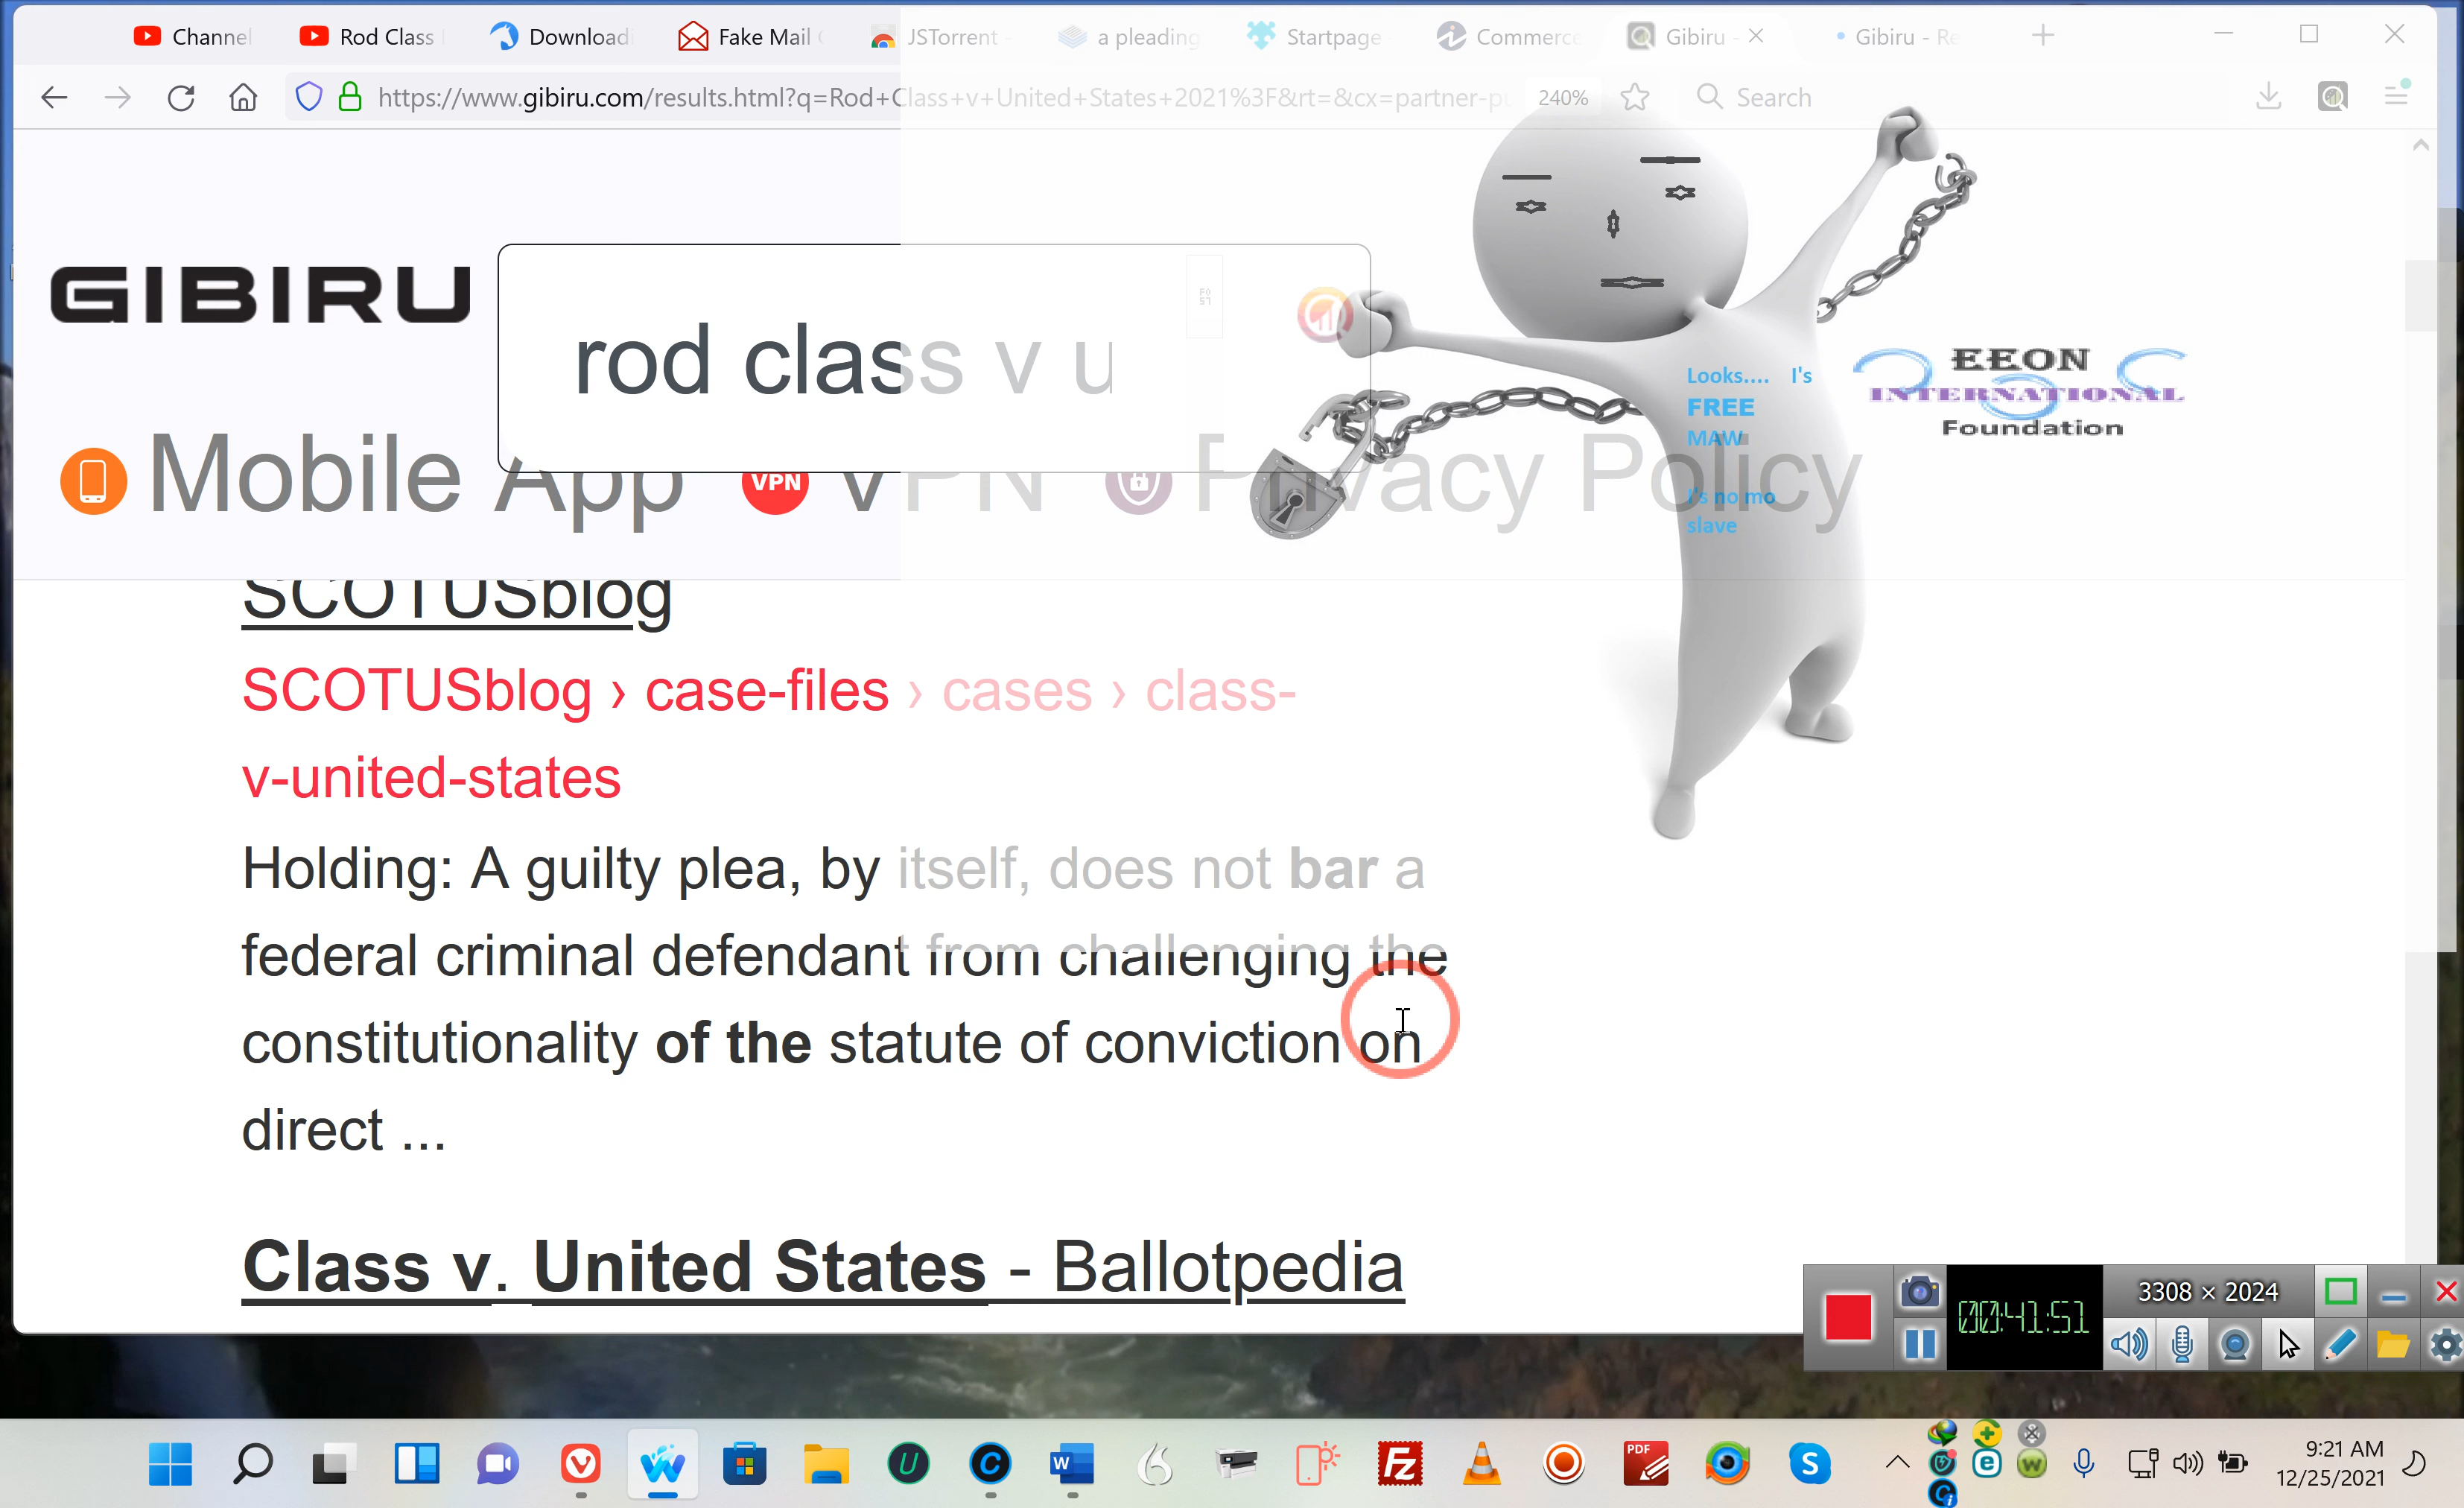 Channel
Rod Class
Downloadi
Fake Mail
JSTorrent -
a pleading
Startpage
Commerce
Gibiru -
Gibiru - Re
https://www.gibiru.com/results.html?q=Rod+Class+v+United+States+2021%3F&rt=&cx=partner-pu
240%
Search
GIBIRU
rod class v u
Looks.... I's
FREE
MAW
I's no mo
slave
EEON
INTERNATIONAL
Foundation
Mobile App
VPN
VPN
Privacy Policy
SCOTUSblog
SCOTUSblog › case-files › cases › class-
v-united-states
Holding: A guilty plea, by itself, does not bar a
federal criminal defendant from challenging the
constitutionality of the statute of conviction on
direct ...
Class v. United States - Ballotpedia
3308 × 2024
00:41:51
9:21 AM
12/25/2021